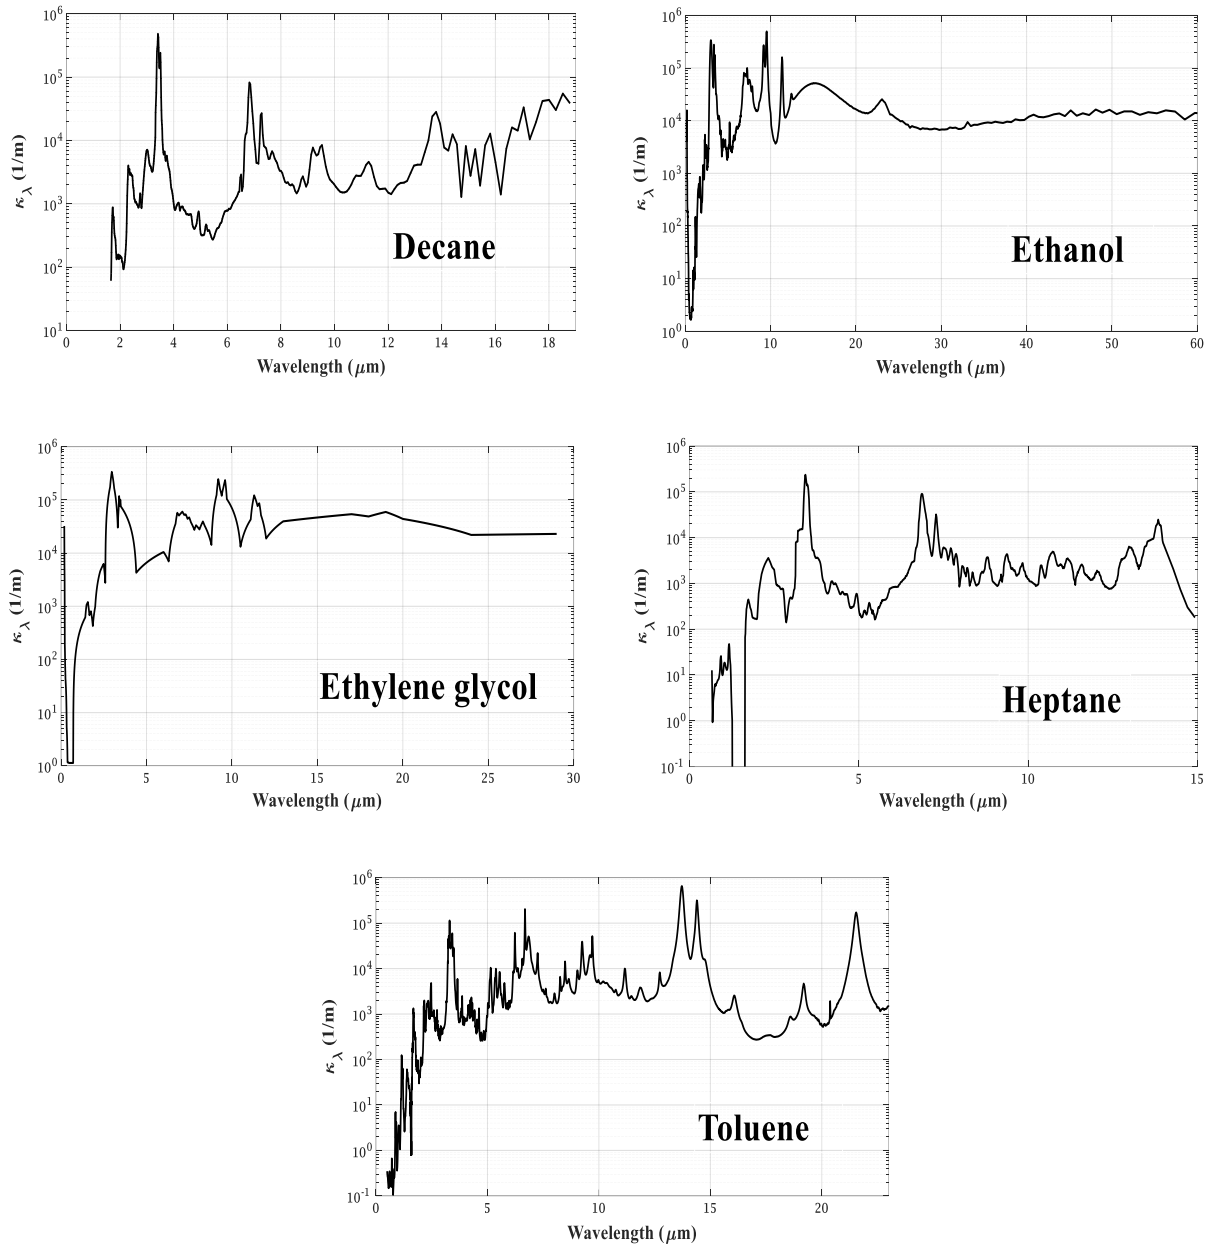 10^6
10^5
10^4
10^3
10^2
10^1
κ_λ (1/m)
Decane
0 2 4 6 8 10 12 14 16 18
Wavelength (μm)
10^6
10^5
10^4
10^3
10^2
10^1
10^0
κ_λ (1/m)
Ethanol
0 10 20 30 40 50 60
Wavelength (μm)
10^6
10^5
10^4
10^3
10^2
10^1
10^0
κ_λ (1/m)
Ethylene glycol
0 5 10 15 20 25 30
Wavelength (μm)
10^6
10^5
10^4
10^3
10^2
10^1
10^0
10^-1
κ_λ (1/m)
Heptane
0 5 10 15
Wavelength (μm)
10^6
10^5
10^4
10^3
10^2
10^1
10^0
10^-1
κ_λ (1/m)
Toluene
0 5 10 15 20
Wavelength (μm)